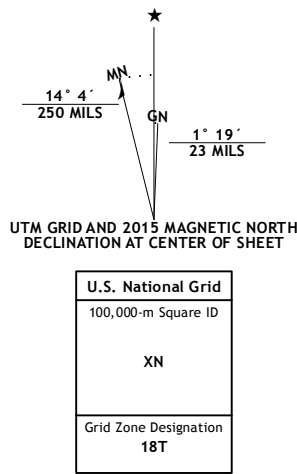 ★
MN
GN
14° 4´
250 MILS
1° 19´
23 MILS
UTM GRID AND 2015 MAGNETIC NORTH
DECLINATION AT CENTER OF SHEET
U.S. National Grid
100,000-m Square ID
XN
Grid Zone Designation
18T